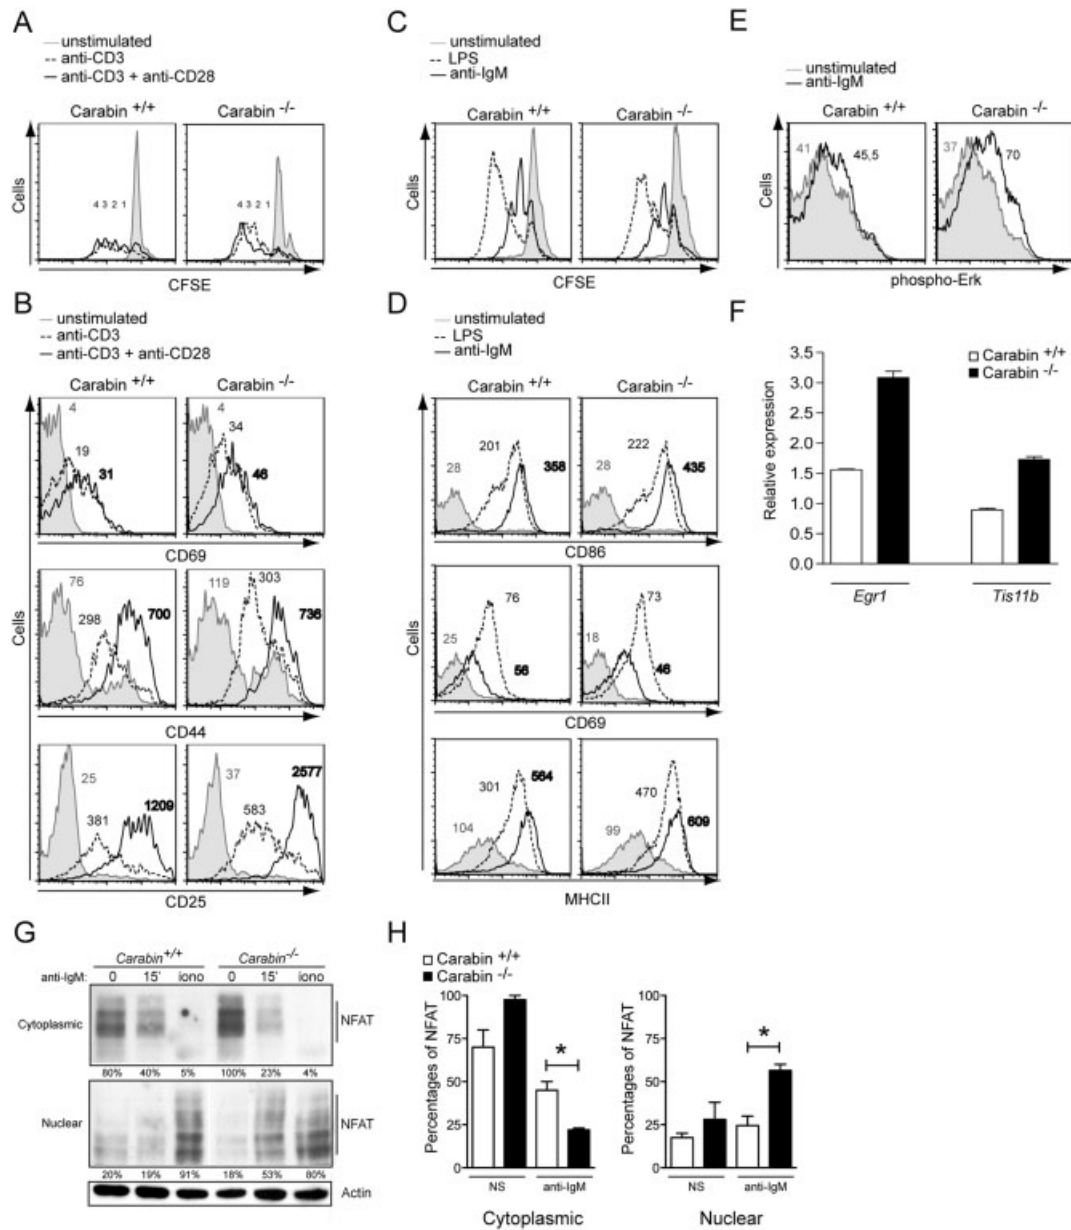 A
unstimulated
anti-CD3
anti-CD3 + anti-CD28
Carabin +/+
Carabin -/-
Cells
4 3 2 1
4 3 2 1
CFSE
B
unstimulated
anti-CD3
anti-CD3 + anti-CD28
Carabin +/+
Carabin -/-
4
19
31
4
34
46
CD69
Cells
76
298
700
119
303
736
CD44
25
381
1209
37
583
2577
CD25
C
unstimulated
LPS
anti-IgM
Carabin +/+
Carabin -/-
Cells
CFSE
D
unstimulated
LPS
anti-IgM
Carabin +/+
Carabin -/-
28
201
358
28
222
435
CD86
Cells
25
76
56
18
73
46
CD69
104
301
564
99
470
609
MHCII
E
unstimulated
anti-IgM
Carabin +/+
Carabin -/-
Cells
41
45,5
37
70
phospho-Erk
F
Carabin +/+
Carabin -/-
Relative expression
3.5
3.0
2.5
2.0
1.5
1.0
0.5
0.0
Egr1
Tis11b
G
Carabin+/+
Carabin-/-
anti-IgM: 0 15' iono 0 15' iono
Cytoplasmic
NFAT
80% 40% 5% 100% 23% 4%
Nuclear
NFAT
20% 19% 91% 18% 53% 80%
Actin
H
Carabin +/+
Carabin -/-
Percentages of NFAT
100
75
50
25
0
*
NS
anti-IgM
Cytoplasmic
Percentages of NFAT
100
75
50
25
0
*
NS
anti-IgM
Nuclear